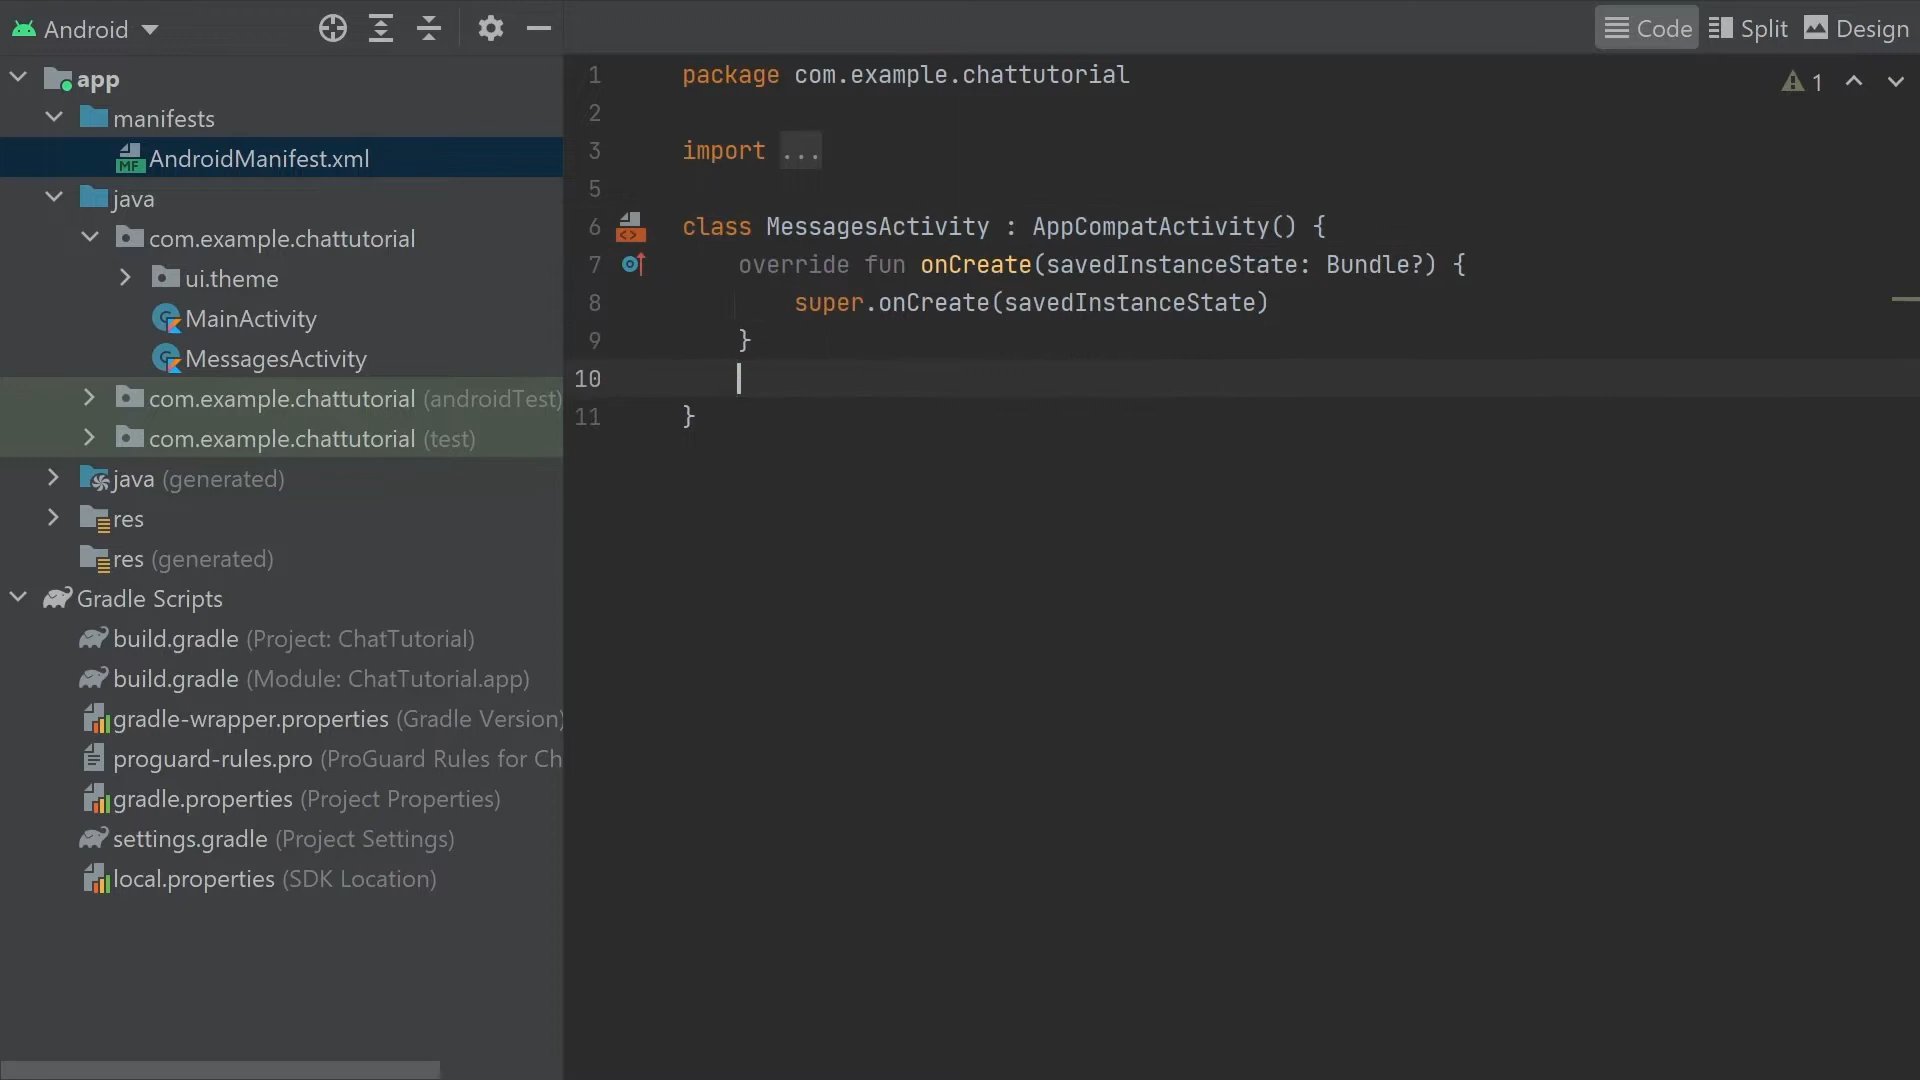 Android
Code Split Design
app
manifests
MF AndroidManifest.xml
java
com.example.chattutorial
ui.theme
MainActivity
MessagesActivity
com.example.chattutorial (androidTest)
com.example.chattutorial (test)
java (generated)
res
res (generated)
Gradle Scripts
build.gradle (Project: ChatTutorial)
build.gradle (Module: ChatTutorial.app)
gradle-wrapper.properties (Gradle Version)
proguard-rules.pro (ProGuard Rules for Ch
gradle.properties (Project Properties)
settings.gradle (Project Settings)
local.properties (SDK Location)
1 package com.example.chattutorial
1
2
3 import ...
5
6 class MessagesActivity : AppCompatActivity() {
7 override fun onCreate(savedInstanceState: Bundle?) {
8 super.onCreate(savedInstanceState)
9 }
10
11 }